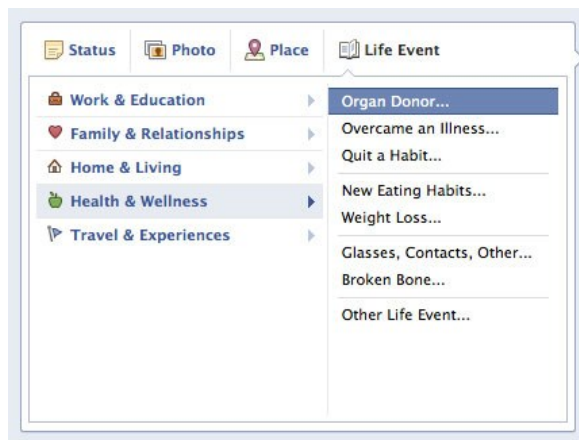 Status Photo Place Life Event
Work & Education
Family & Relationships
Home & Living
Health & Wellness
Travel & Experiences
Organ Donor...
Overcame an Illness...
Quit a Habit...
New Eating Habits...
Weight Loss...
Glasses, Contacts, Other...
Broken Bone...
Other Life Event...